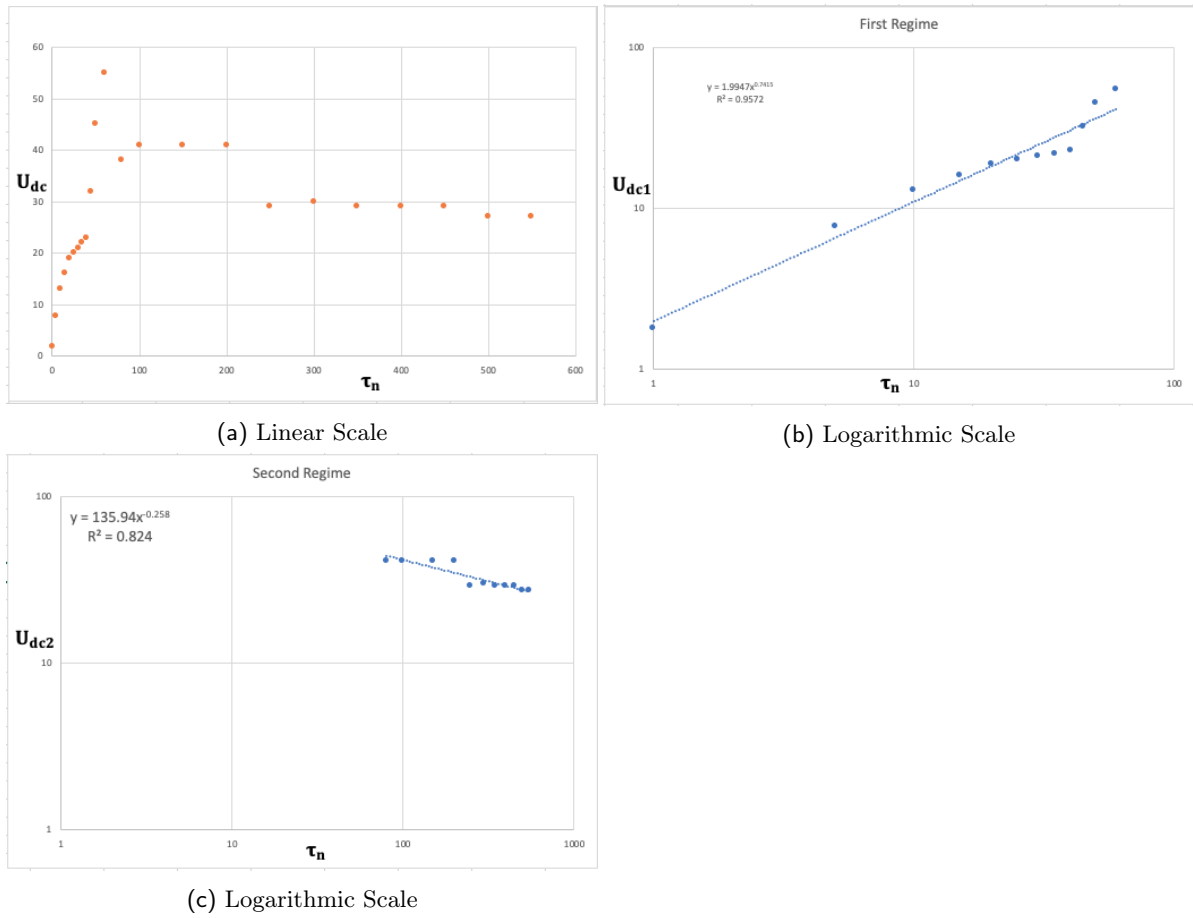 60
50
40
30
20
10
0
U_dc
0 100 200 300 400 500 600
τ_n
(a) Linear Scale
First Regime
100
10
1
y = 1.9947x^0.7415
R² = 0.9572
U_dc1
1 10 100
τ_n
(b) Logarithmic Scale
Second Regime
100
10
1
y = 135.94x^-0.258
R² = 0.824
U_dc2
1 10 100 1000
τ_n
(c) Logarithmic Scale